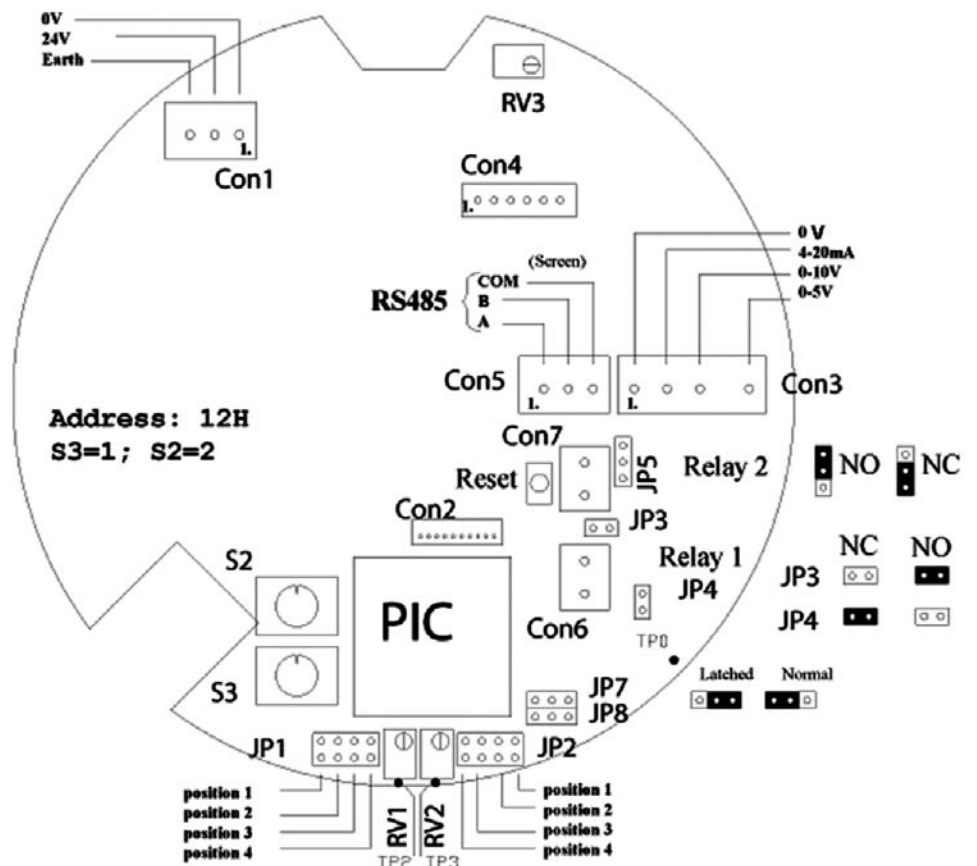 0V
24V
Earth
1.
Con1
RV3
Con4
1.
0 V
4-20mA
0-10V
0-5V
(Screen)
COM
RS485
B
A
Con5
1.
1.
Con3
Address: 12H
S3=1; S2=2
Con7
Reset
JP5
Relay 2
NO
NC
Con2
JP3
Relay 1
NC
NO
S2
PIC
JP4
JP3
Con6
JP4
TP0
S3
Latched
Normal
JP7
JP8
JP1
JP2
position 1
position 2
position 3
position 4
RV1
RV2
TP2
TP3
position 1
position 2
position 3
position 4